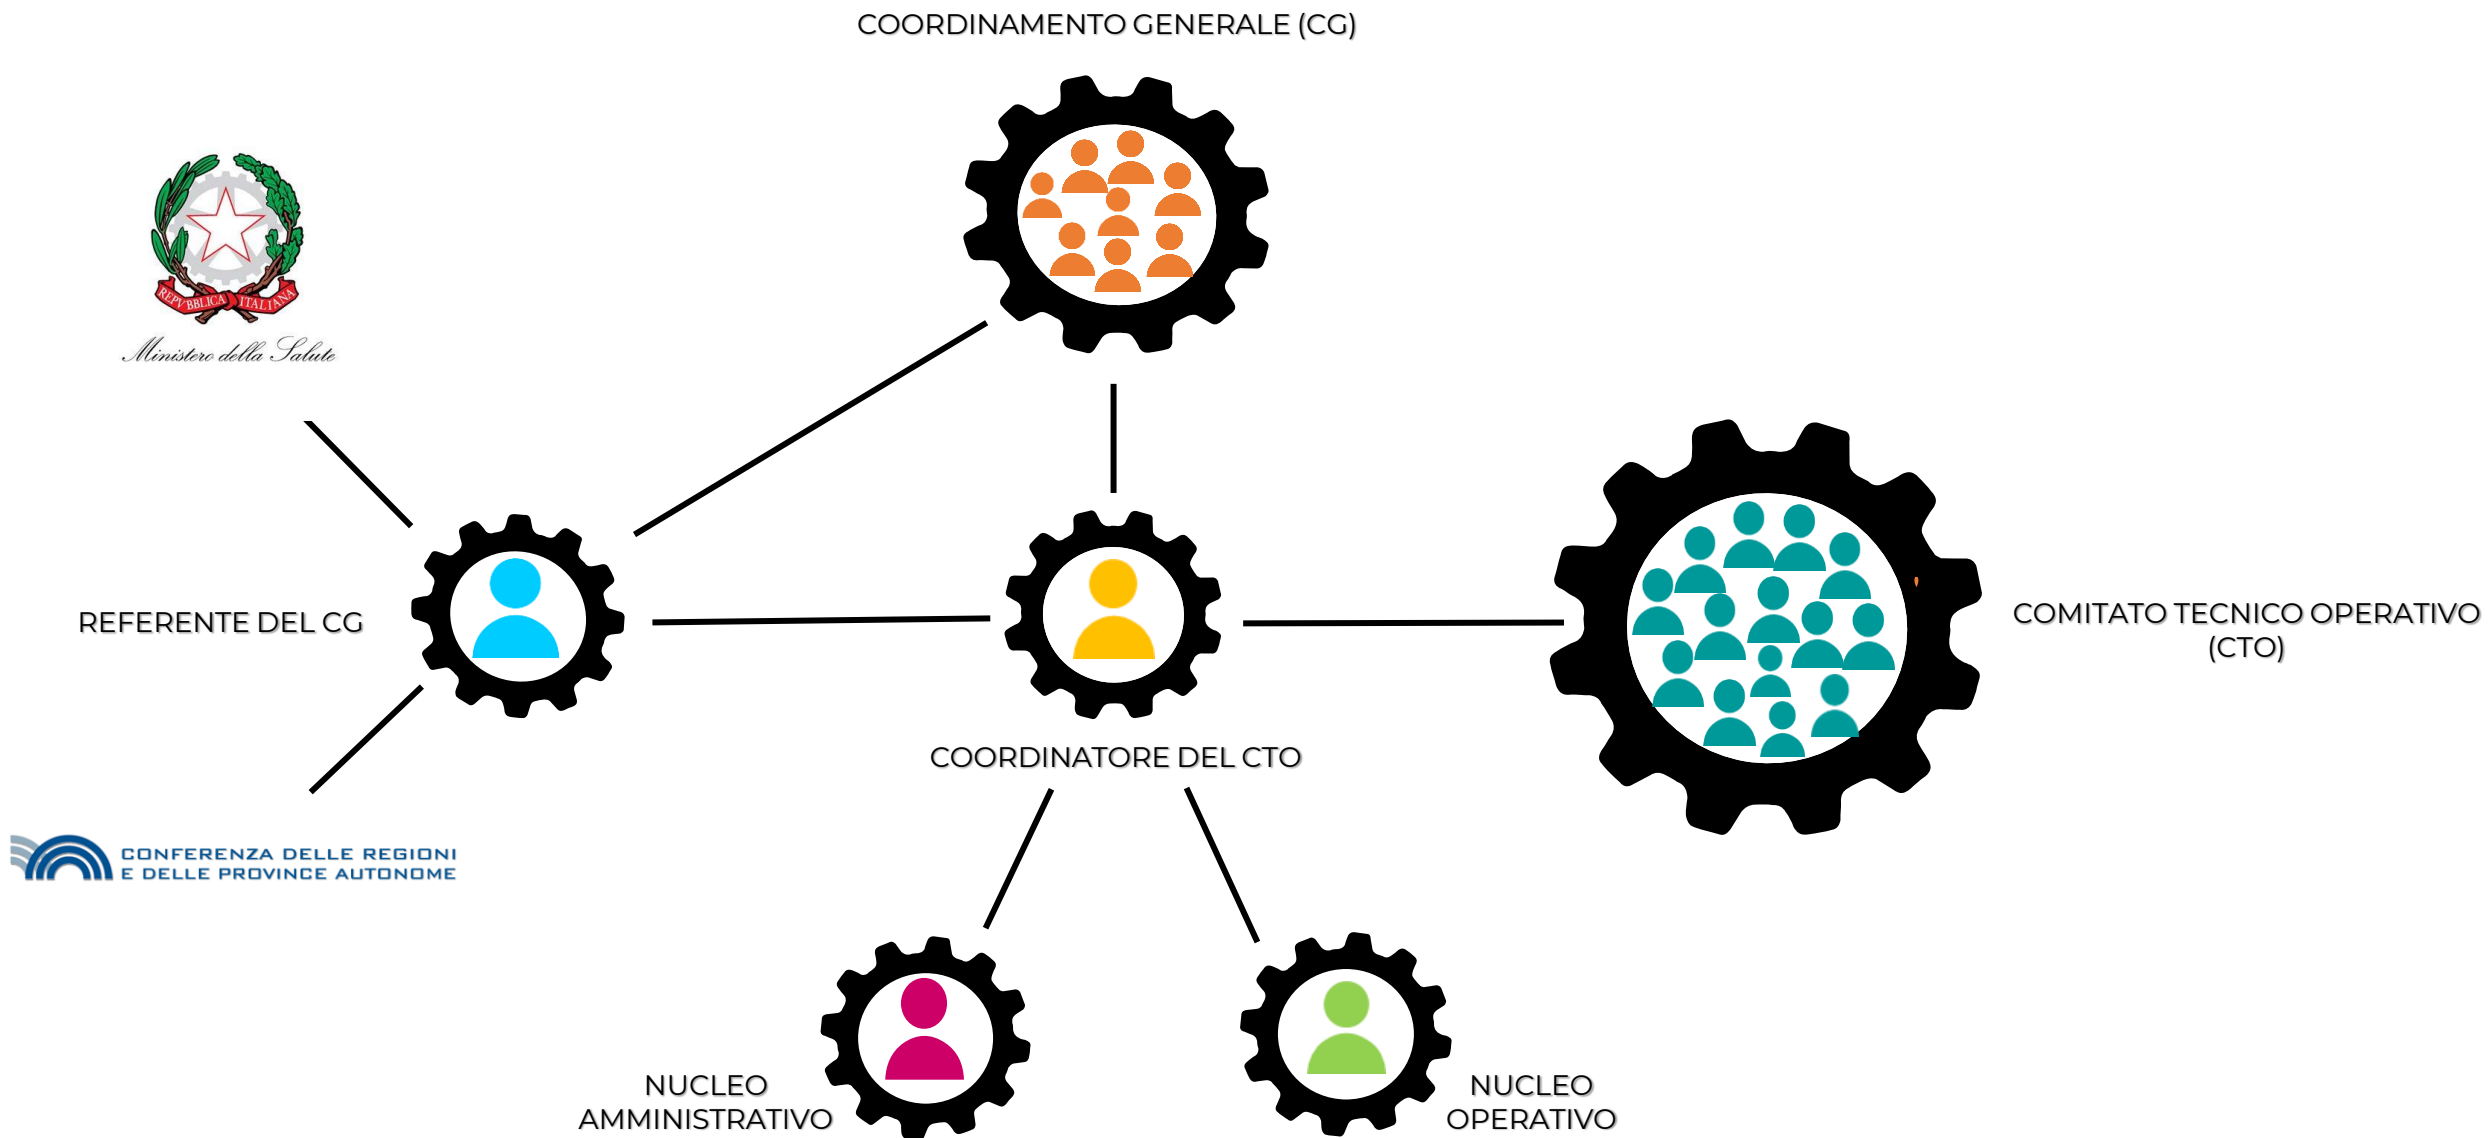 COORDINAMENTO GENERALE (CG)
REPVBBLICA ITALIANA
Ministero della Salute
REFERENTE DEL CG
COMITATO TECNICO OPERATIVO
(CTO)
COORDINATORE DEL CTO
CONFERENZA DELLE REGIONI
E DELLE PROVINCE AUTONOME
NUCLEO
AMMINISTRATIVO
NUCLEO
OPERATIVO